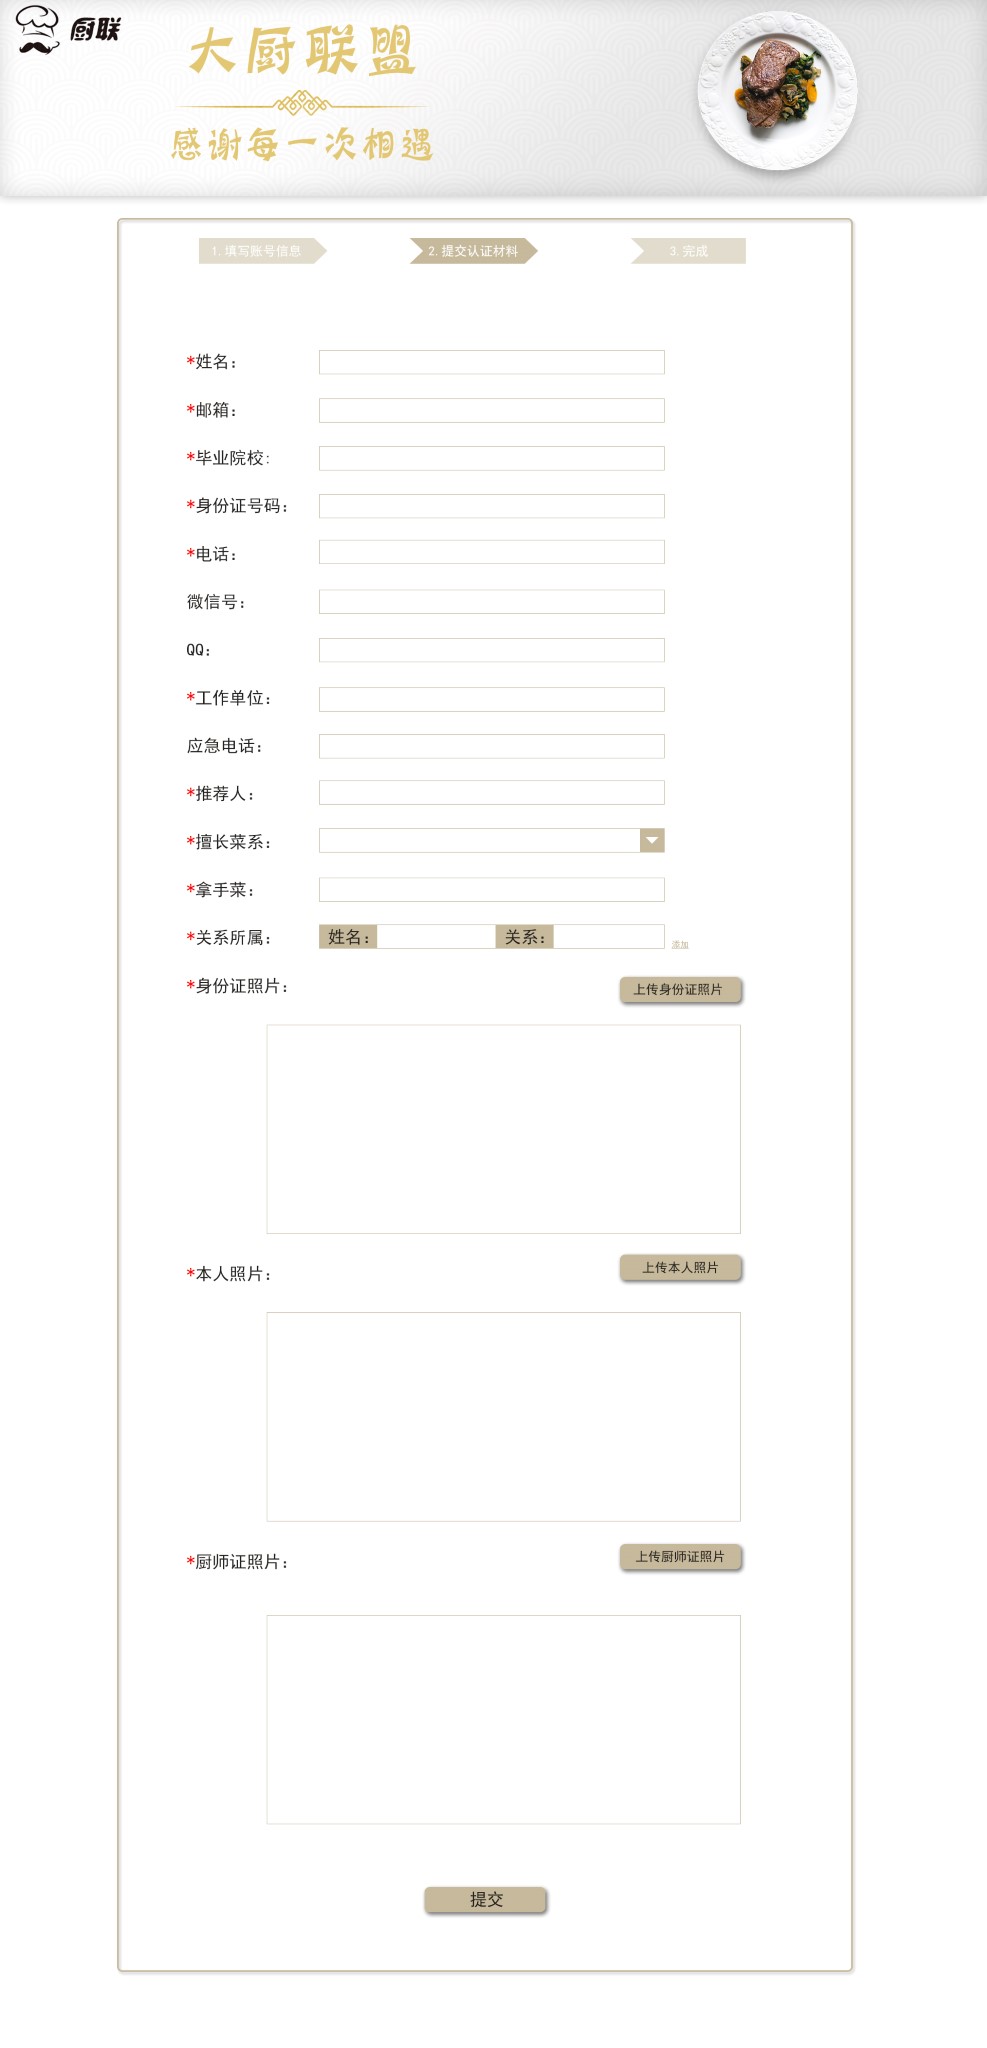 厨联
大厨联盟
感谢每一次相遇
1. 填写账号信息
2. 提交认证材料
3. 完成
*姓名：
*邮箱：
*毕业院校:
*身份证号码：
*电话：
微信号：
QQ：
*工作单位：
应急电话：
*推荐人：
*擅长菜系：
*拿手菜：
*关系所属： 姓名： 关系： 添加
*身份证照片： 上传身份证照片
*本人照片： 上传本人照片
*厨师证照片： 上传厨师证照片
提交